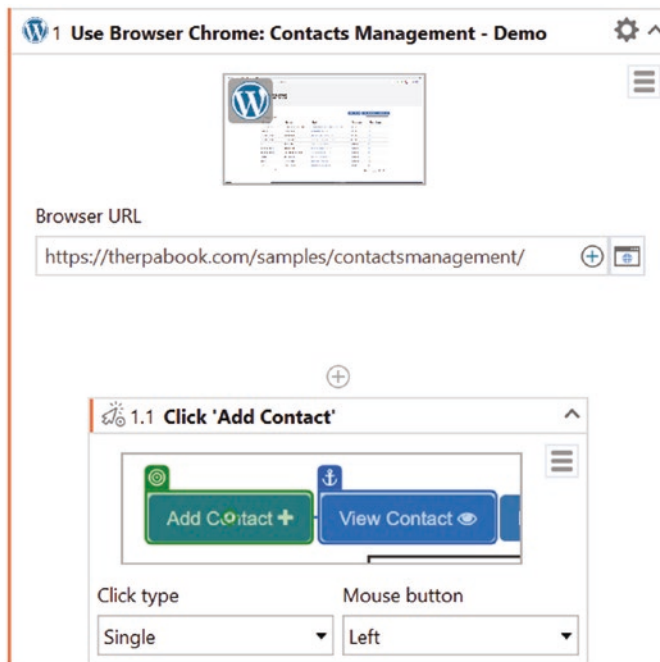 1 Use Browser Chrome: Contacts Management - Demo
Browser URL
https://therpabook.com/samples/contactsmanagement/
1.1 Click 'Add Contact'
Add Contact
View Contact
Click type
Mouse button
Single
Left